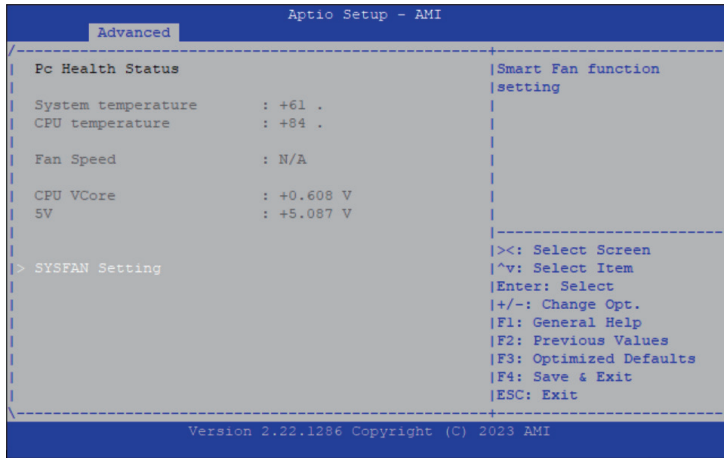 Aptio Setup - AMI
Advanced
Pc Health Status
System temperature : +61 .
CPU temperature : +84 .
Fan Speed : N/A
CPU VCore : +0.608 V
5V : +5.087 V
> SYSFAN Setting
Smart Fan function
setting
><: Select Screen
^v: Select Item
Enter: Select
+/-: Change Opt.
F1: General Help
F2: Previous Values
F3: Optimized Defaults
F4: Save & Exit
ESC: Exit
Version 2.22.1286 Copyright (C) 2023 AMI